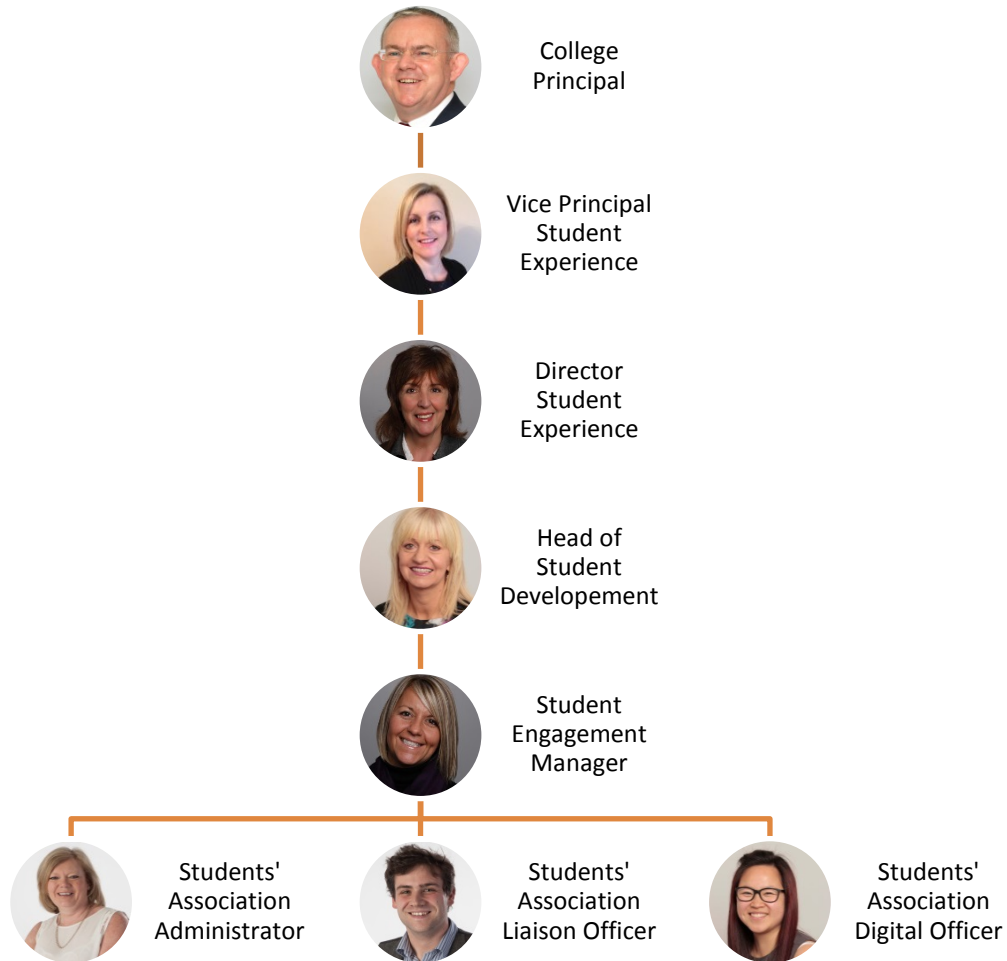 College
Principal
Vice Principal
Student
Experience
Director
Student
Experience
Head of
Student
Developement
Student
Engagement
Manager
Students'
Association
Administrator
Students'
Association
Liaison Officer
Students'
Association
Digital Officer